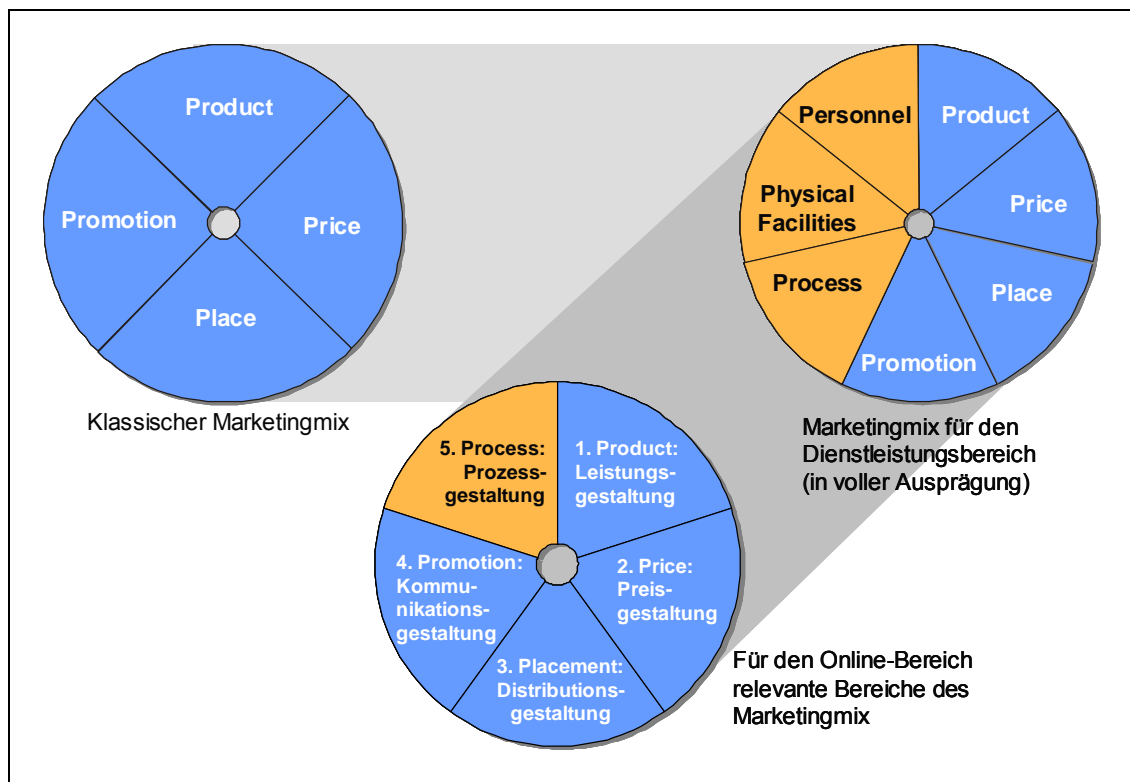 Product
Promotion
Price
Place
Klassischer Marketingmix
Personnel
Product
Physical
Facilities
Price
Process
Place
Promotion
Marketingmix für den
Dienstleistungsbereich
(in voller Ausprägung)
5. Process:
Prozess-
gestaltung
1. Product:
Leistungs-
gestaltung
4. Promotion:
Kommu-
nikations-
gestaltung
2. Price:
Preis-
gestaltung
3. Placement:
Distributions-
gestaltung
Für den Online-Bereich
relevante Bereiche des
Marketingmix